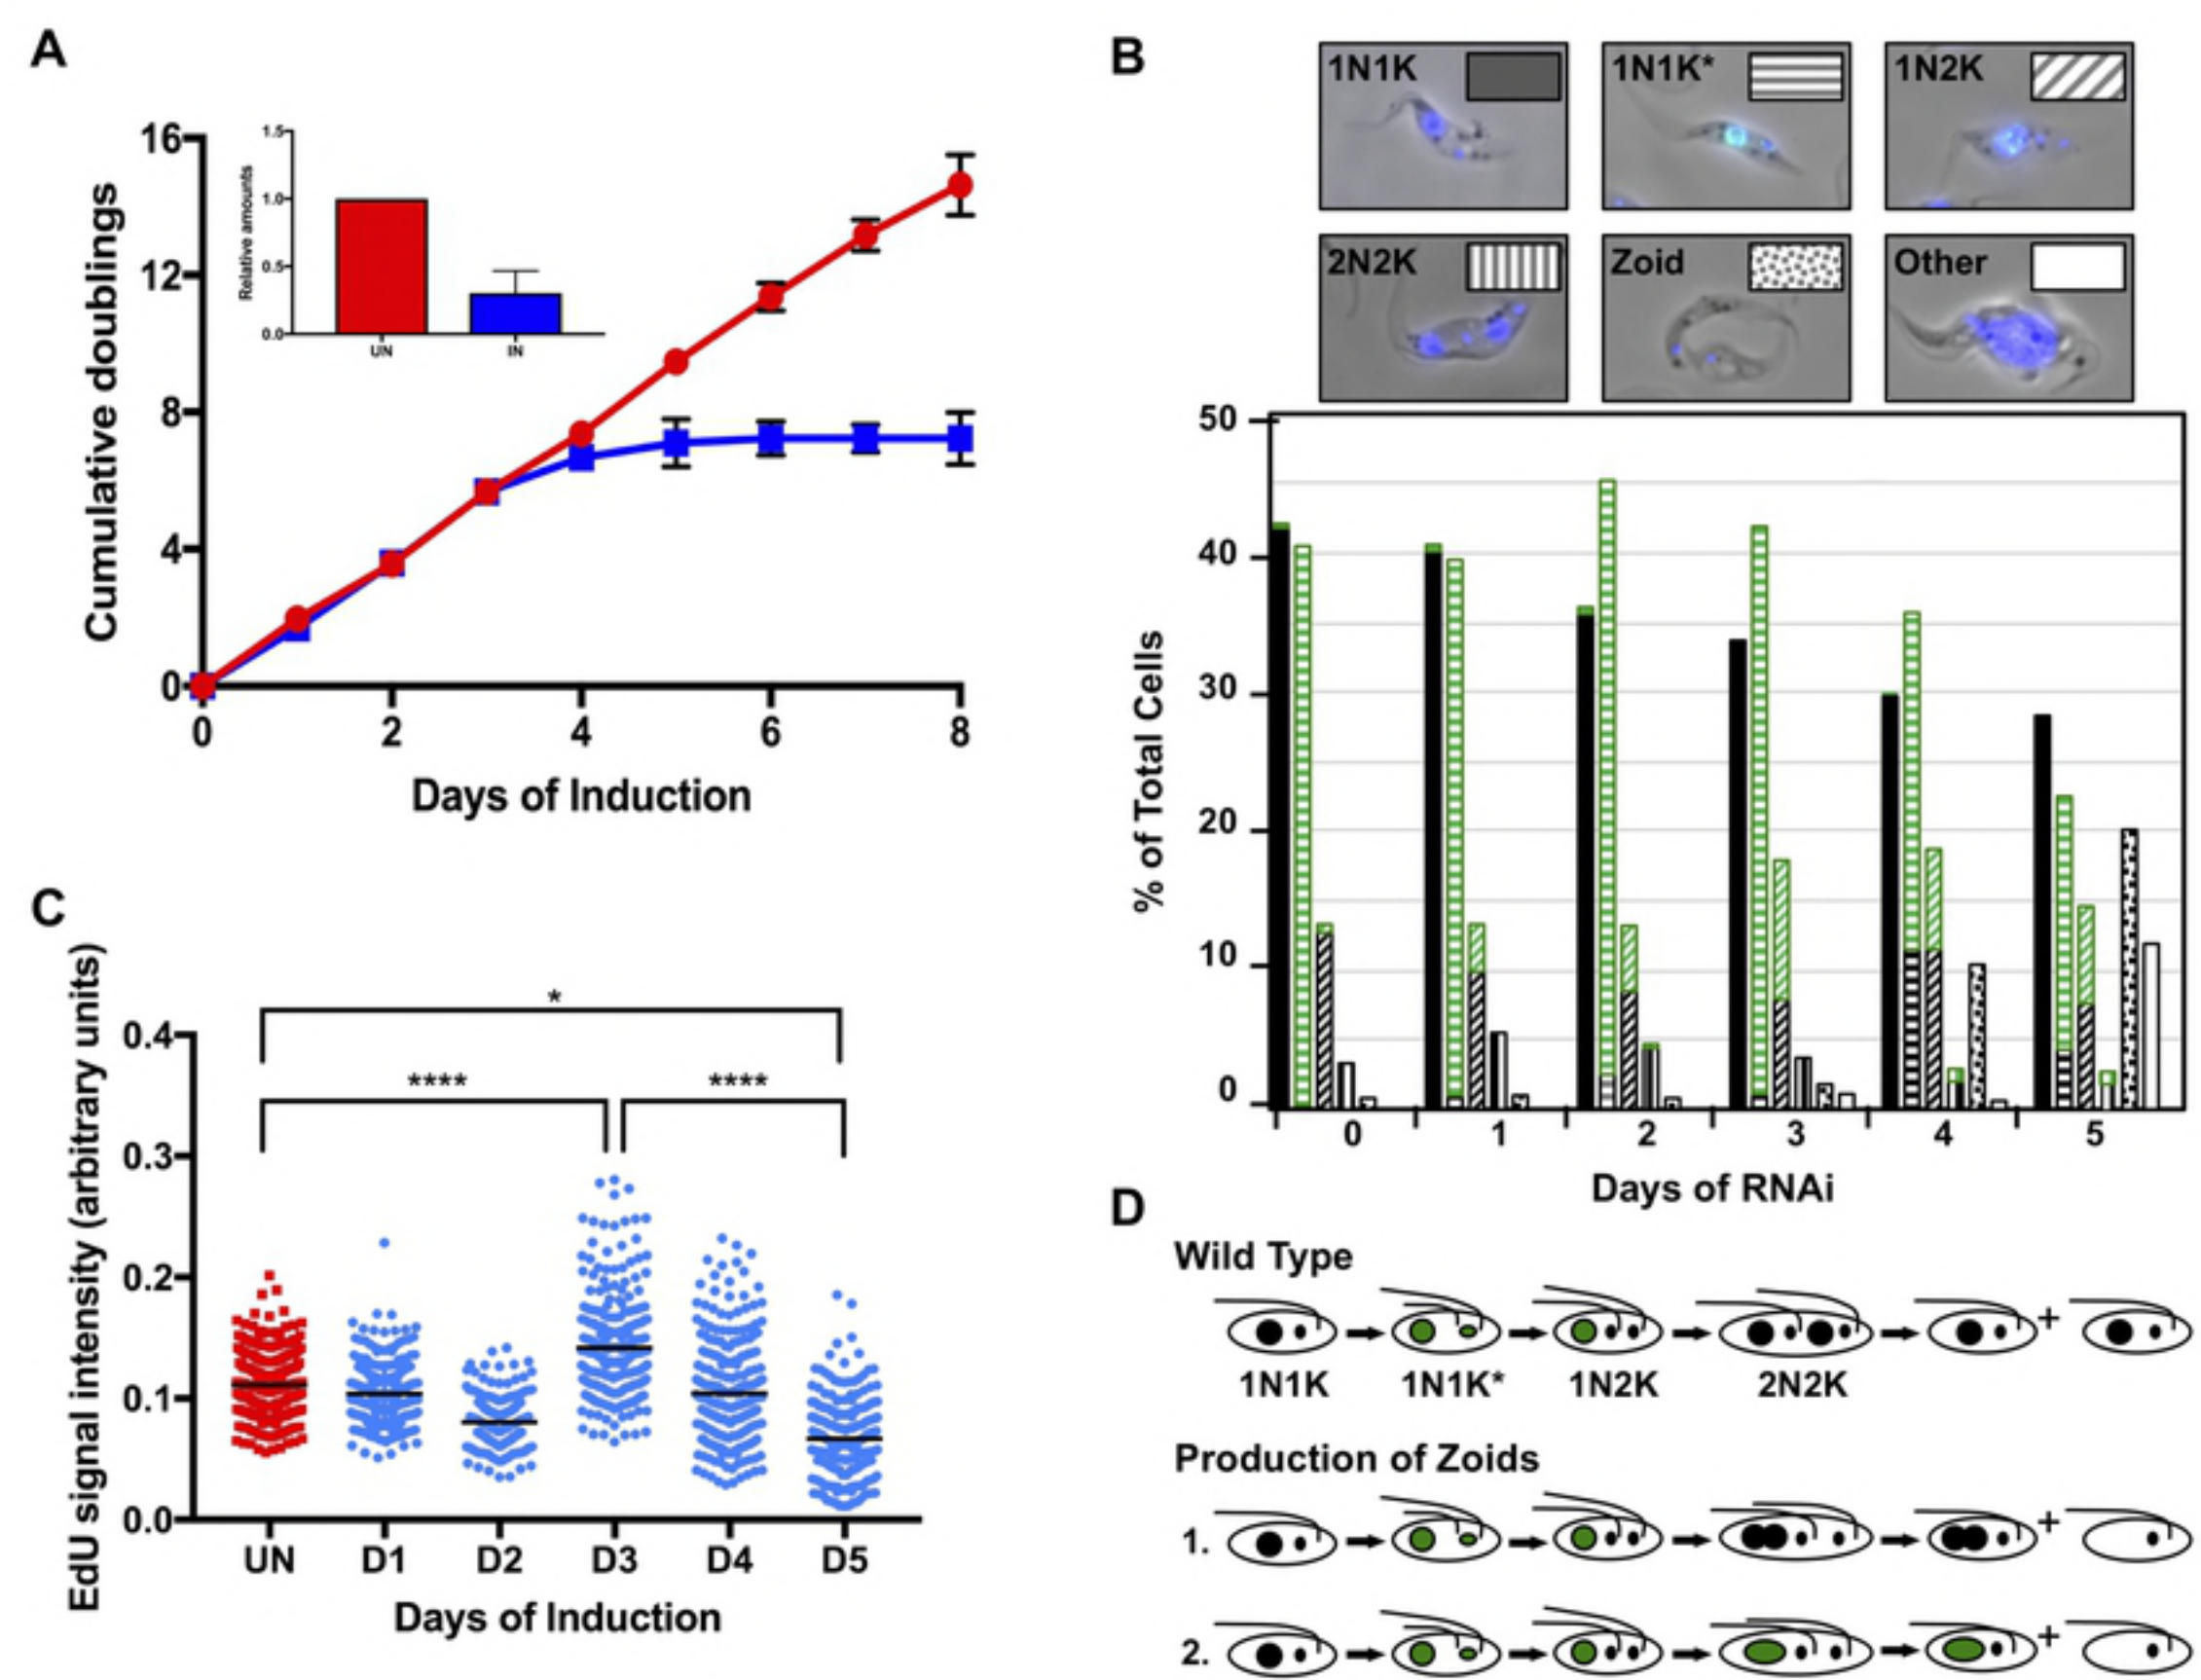 A
16
12
8
4
0
0 2 4 6 8
Cumulative doublings
Days of Induction
1.5
1.0
0.5
0.0
Relative amounts
UN IN
B
1N1K 1N1K* 1N2K
2N2K Zoid Other
50
40
30
20
10
0
% of Total Cells
0 1 2 3 4 5
Days of RNAi
C
EdU signal intensity (arbitrary units)
*
**** ****
0.4
0.3
0.2
0.1
0.0
UN D1 D2 D3 D4 D5
Days of Induction
D
Wild Type
+
1N1K 1N1K* 1N2K 2N2K
Production of Zoids
1. +
2. +